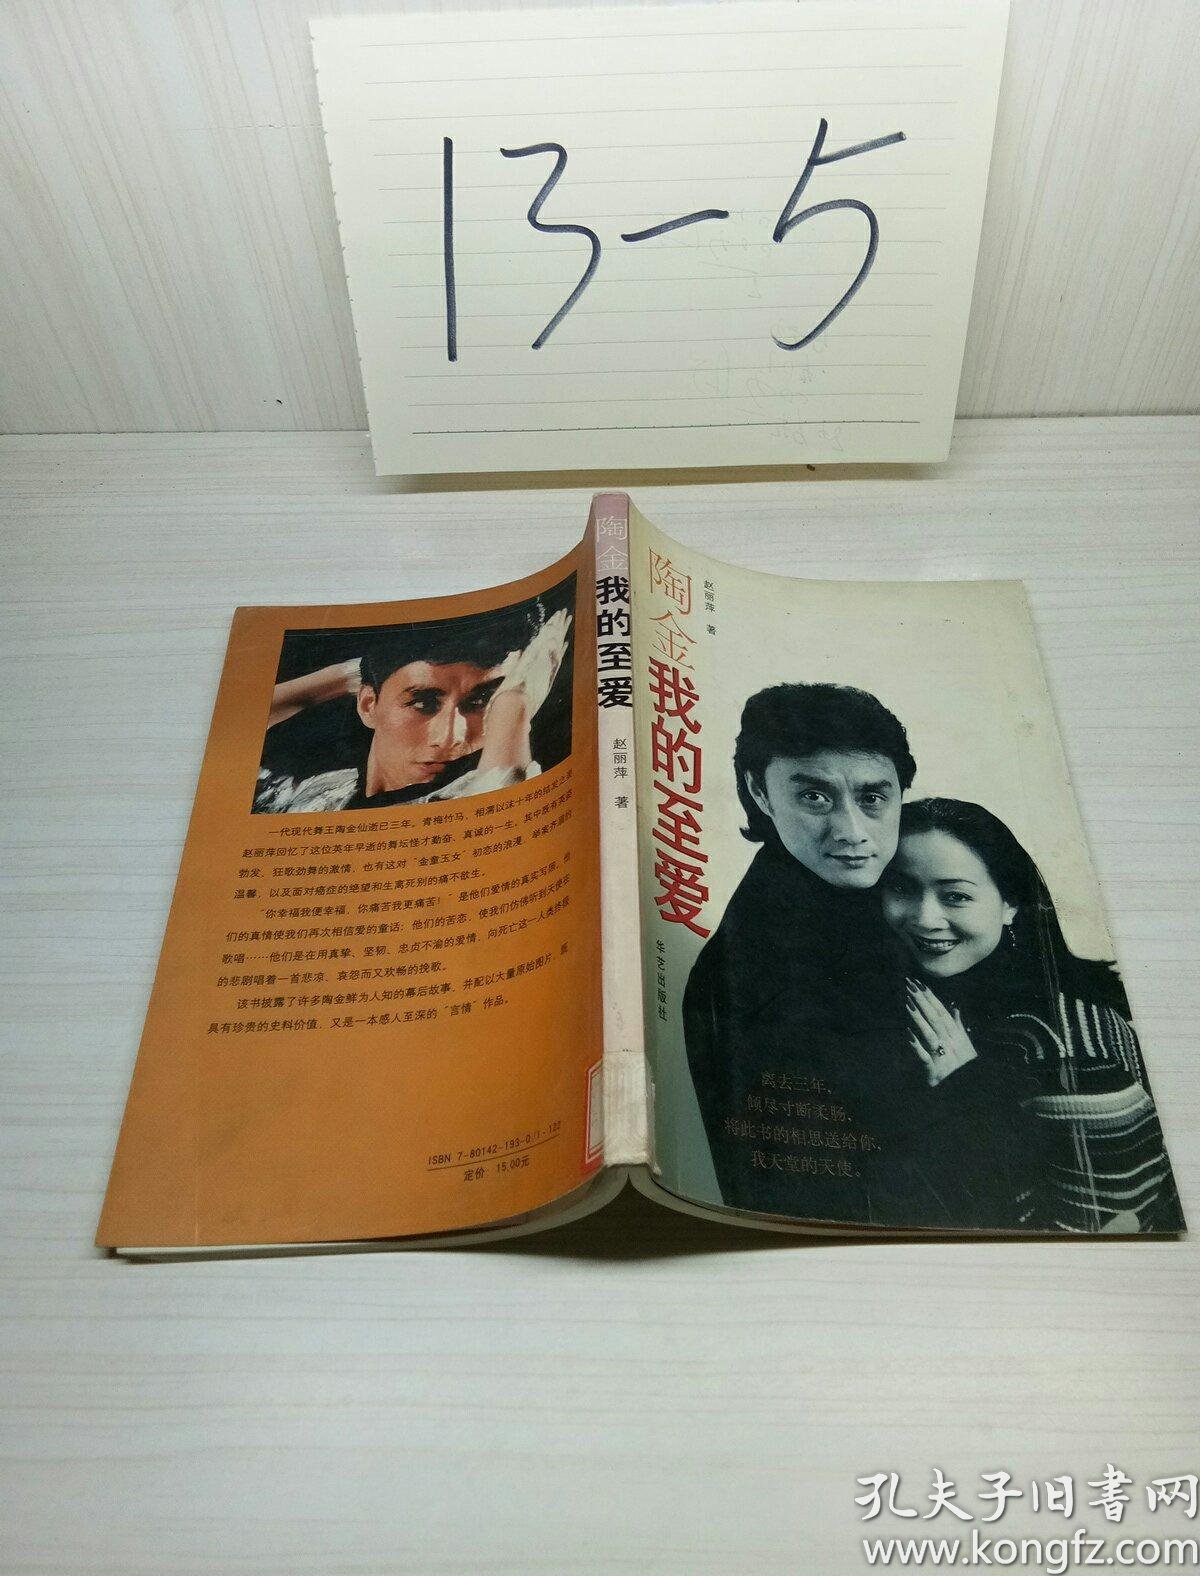 13-5
陶金我的至爱
赵丽萍 著
陶金
我的至爱
赵丽萍 著
华艺出版社
离去三年,
倾尽寸断柔肠,
将此书的相思送给你,
我天堂的天使。
一代现代舞王陶金仙逝已三年。青梅竹马,相濡以沫十年的结发之妻
赵丽萍回忆了这位英年早逝的舞坛怪才勤奋、真诚的一生。其中既有英姿
勃发、狂歌劲舞的激情,也有这对“金童玉女”初恋的浪漫,举案齐眉的
温馨,以及面对癌症的绝望和生离死别的痛不欲生。
“你幸福我便幸福,你痛苦我更痛苦!”是他们爱情的真实写照。他
们的真情使我们再次相信爱的童话;他们的苦恋,使我们仿佛听到天使在
歌唱……他们是在用真挚、坚韧、忠贞不渝的爱情,向死亡这一人类终极
的悲剧唱着一首悲凉、哀怨而又欢畅的挽歌。
该书披露了许多陶金鲜为人知的幕后故事,并配以大量原始图片,既
具有珍贵的史料价值,又是一本感人至深的“言情”作品。
ISBN 7-80142-193-0/I·122
定价:15.00元
孔夫子旧书网
www.kongfz.com